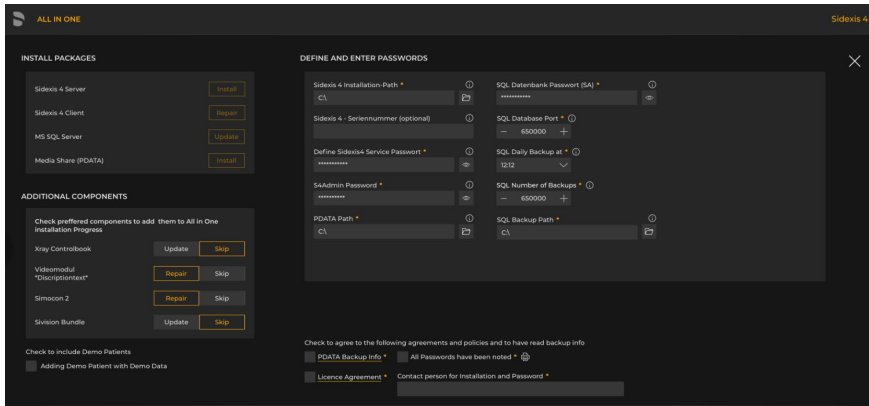 ALL IN ONE
Sidexis 4
INSTALL PACKAGES
Sidexis 4 Server
Install
Sidexis 4 Client
Repair
MS SQL Server
Update
Media Share (PDATA)
Install
ADDITIONAL COMPONENTS
Check preffered components to add them to All in One
installation Progress
Xray Controlbook
Update
Skip
Videomodul
*Discriptiontext*
Repair
Skip
Simocon 2
Repair
Skip
Sivision Bundle
Update
Skip
Check to include Demo Patients
Adding Demo Patient with Demo Data
DEFINE AND ENTER PASSWORDS
Sidexis 4 Installation-Path *
C:\
Sidexis 4 - Seriennummer (optional)
Define Sidexis4 Service Passwort *
***********
S4Admin Password *
**********
PDATA Path *
C:\
SQL Datenbank Passwort (SA) *
***********
SQL Database Port *
− 650000 +
SQL Daily Backup at *
12:12
SQL Number of Backups *
− 650000 +
SQL Backup Path *
C:\
Check to agree to the following agreements and policies and to have read backup info
PDATA Backup Info *
All Passwords have been noted *
Licence Agreement *
Contact person for Installation and Password *